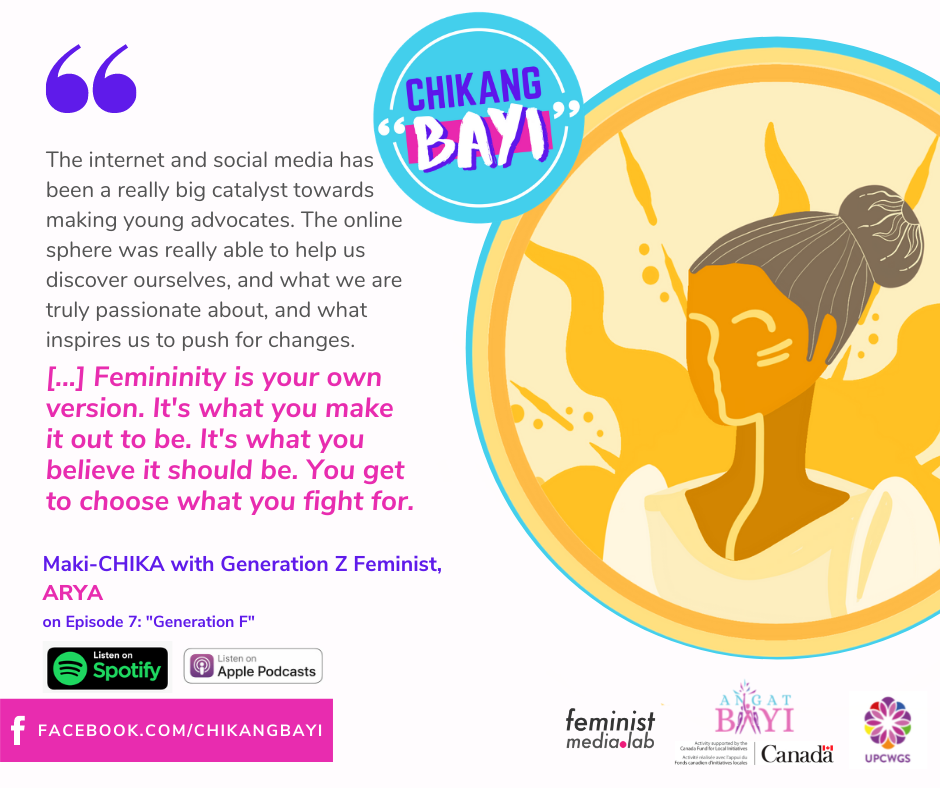 CHIKANG
“BAYI”
The internet and social media has
been a really big catalyst towards
making young advocates. The online
sphere was really able to help us
discover ourselves, and what we are
truly passionate about, and what
inspires us to push for changes.
[...] Femininity is your own
version. It's what you make
it out to be. It's what you
believe it should be. You get
to choose what you fight for.
Maki-CHIKA with Generation Z Feminist,
ARYA
on Episode 7: "Generation F"
Listen on
Spotify
Listen on
Apple Podcasts
FACEBOOK.COM/CHIKANGBAYI
feminist
media.lab
ANGAT
BAYI
Activity supported by the
Canada Fund for Local Initiatives
Activité réalisée avec l'appui du
Fonds canadien d'initiatives locales
Canada
UPCWGS